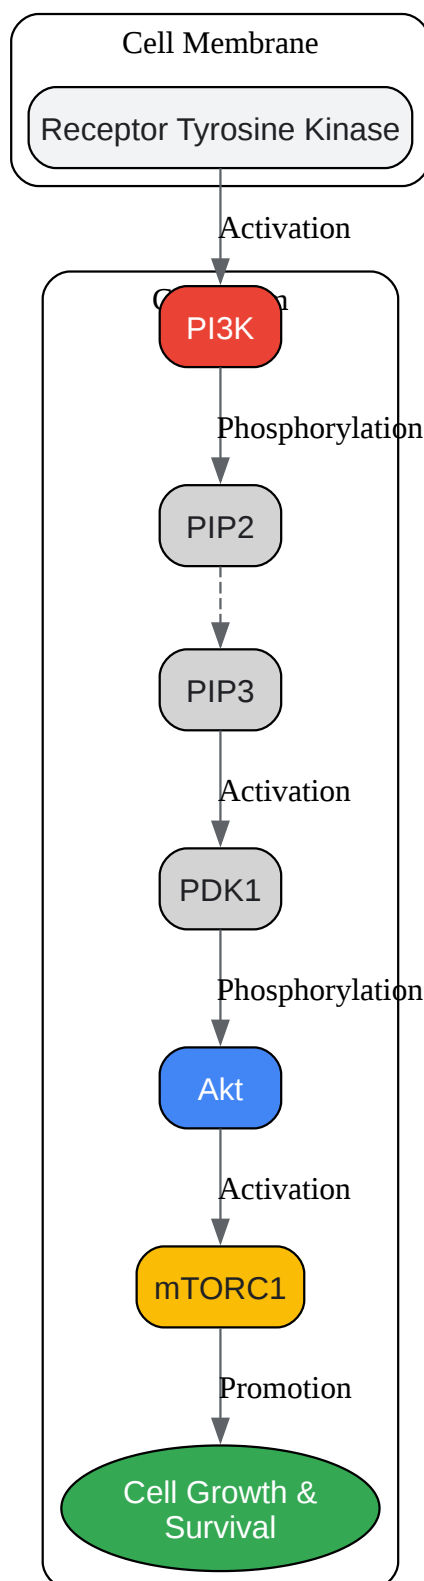 Cell Membrane
Receptor Tyrosine Kinase
Activation
PI3K
Phosphorylation
PIP2
PIP3
Activation
PDK1
Phosphorylation
Akt
Activation
mTORC1
Promotion
Cell Growth &
Survival